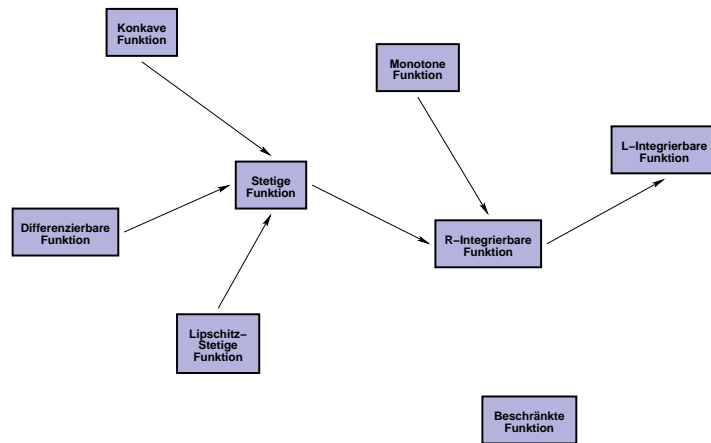 Konkave
Funktion
Monotone
Funktion
L–Integrierbare
Funktion
Stetige
Funktion
Differenzierbare
Funktion
R–Integrierbare
Funktion
Lipschitz–
Stetige
Funktion
Beschränkte
Funktion